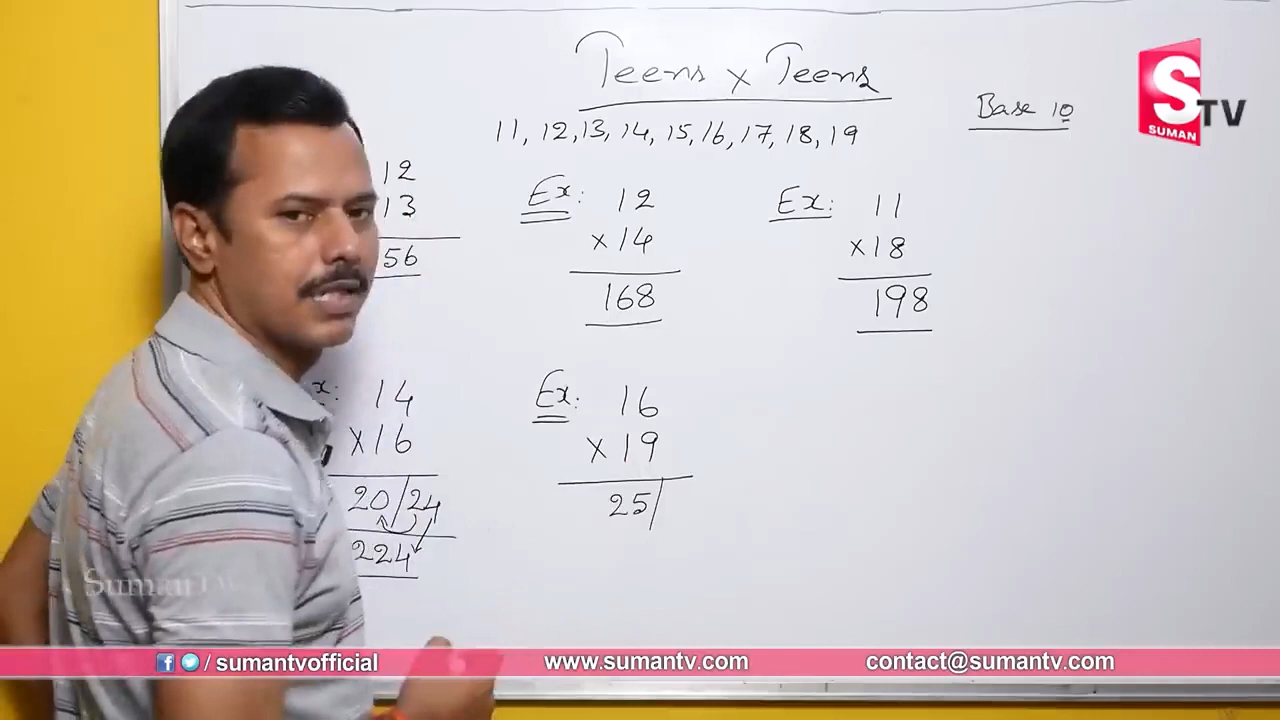 Teens x Teens
Base 10
S TV
SUMAN
11, 12, 13, 14, 15, 16, 17, 18, 19
12
13
56
Ex: 12
x 14
168
Ex: 11
x 18
198
x: 14
x 16
20/24
224
Ex: 16
x 19
25/
Suman
/ sumantvofficial
www.sumantv.com
contact@sumantv.com